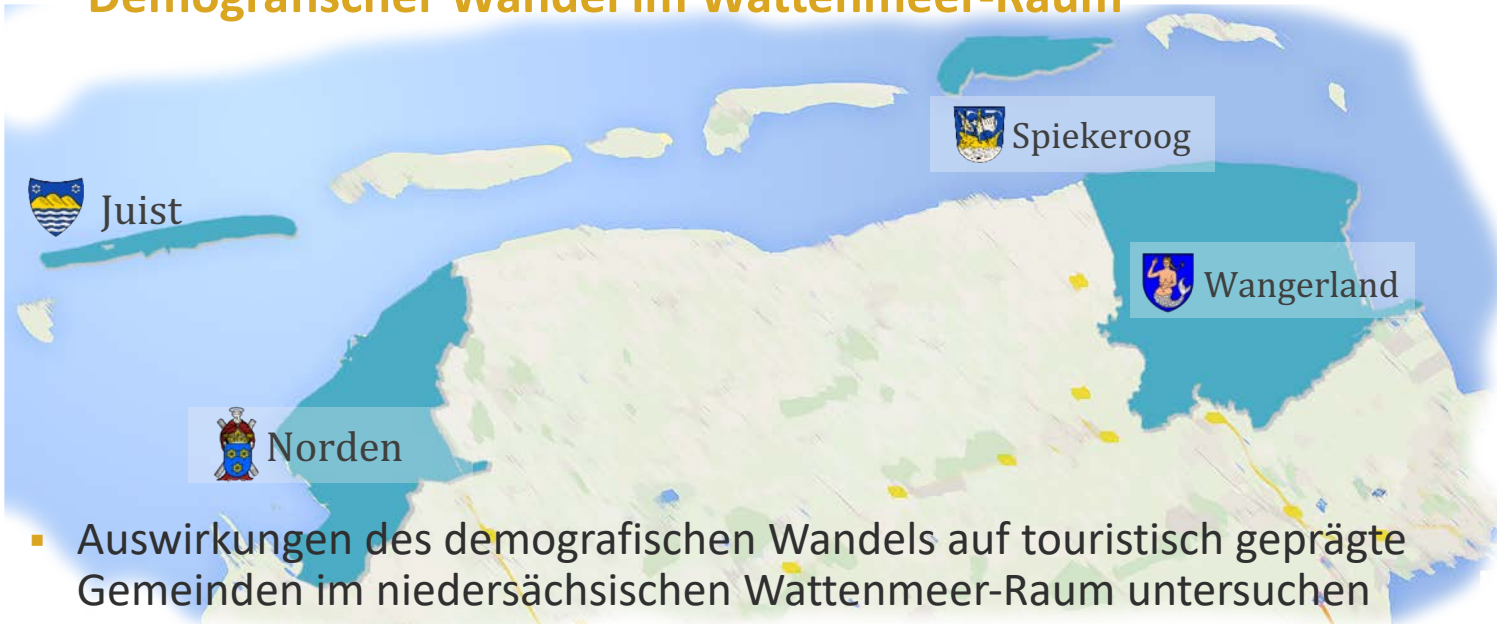 Demografischer Wandel im Wattenmeer-Raum
Spiekeroog
Juist
Wangerland
Norden
▪ Auswirkungen des demografischen Wandels auf touristisch geprägte
Gemeinden im niedersächsischen Wattenmeer-Raum untersuchen